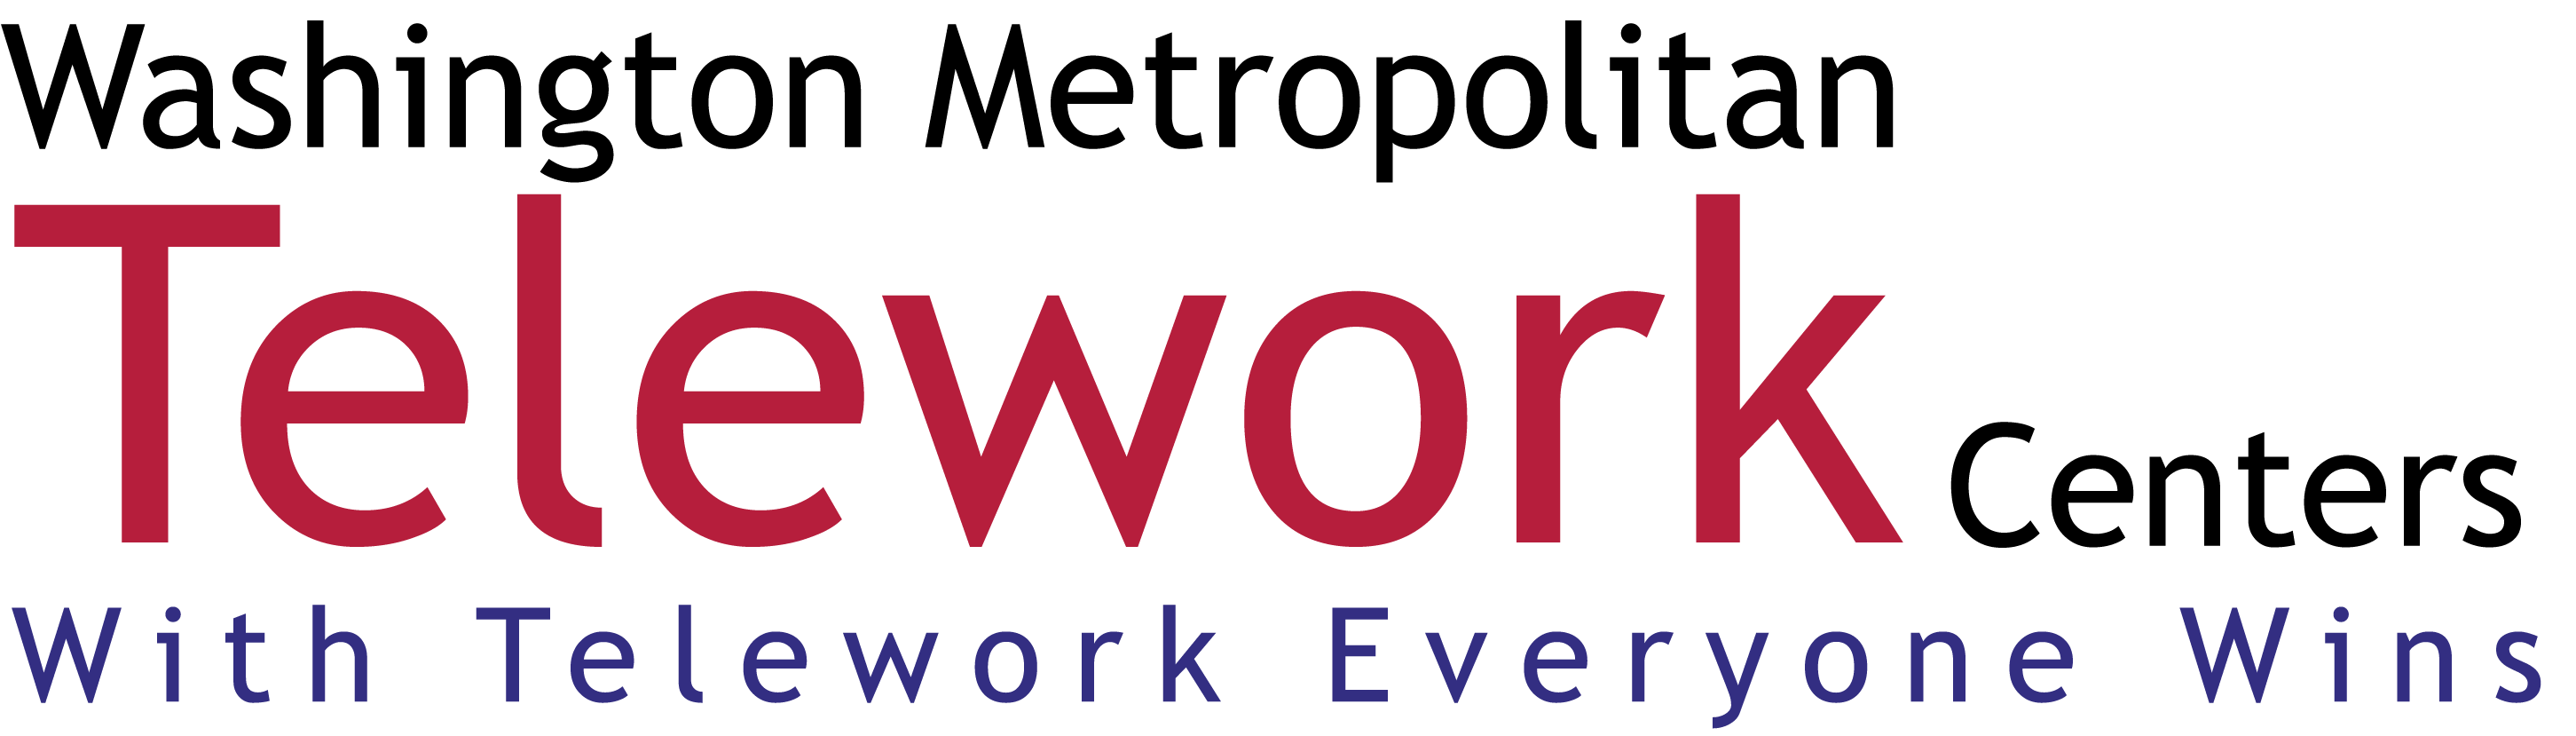 Washington Metropolitan
Telework Centers
With Telework Everyone Wins